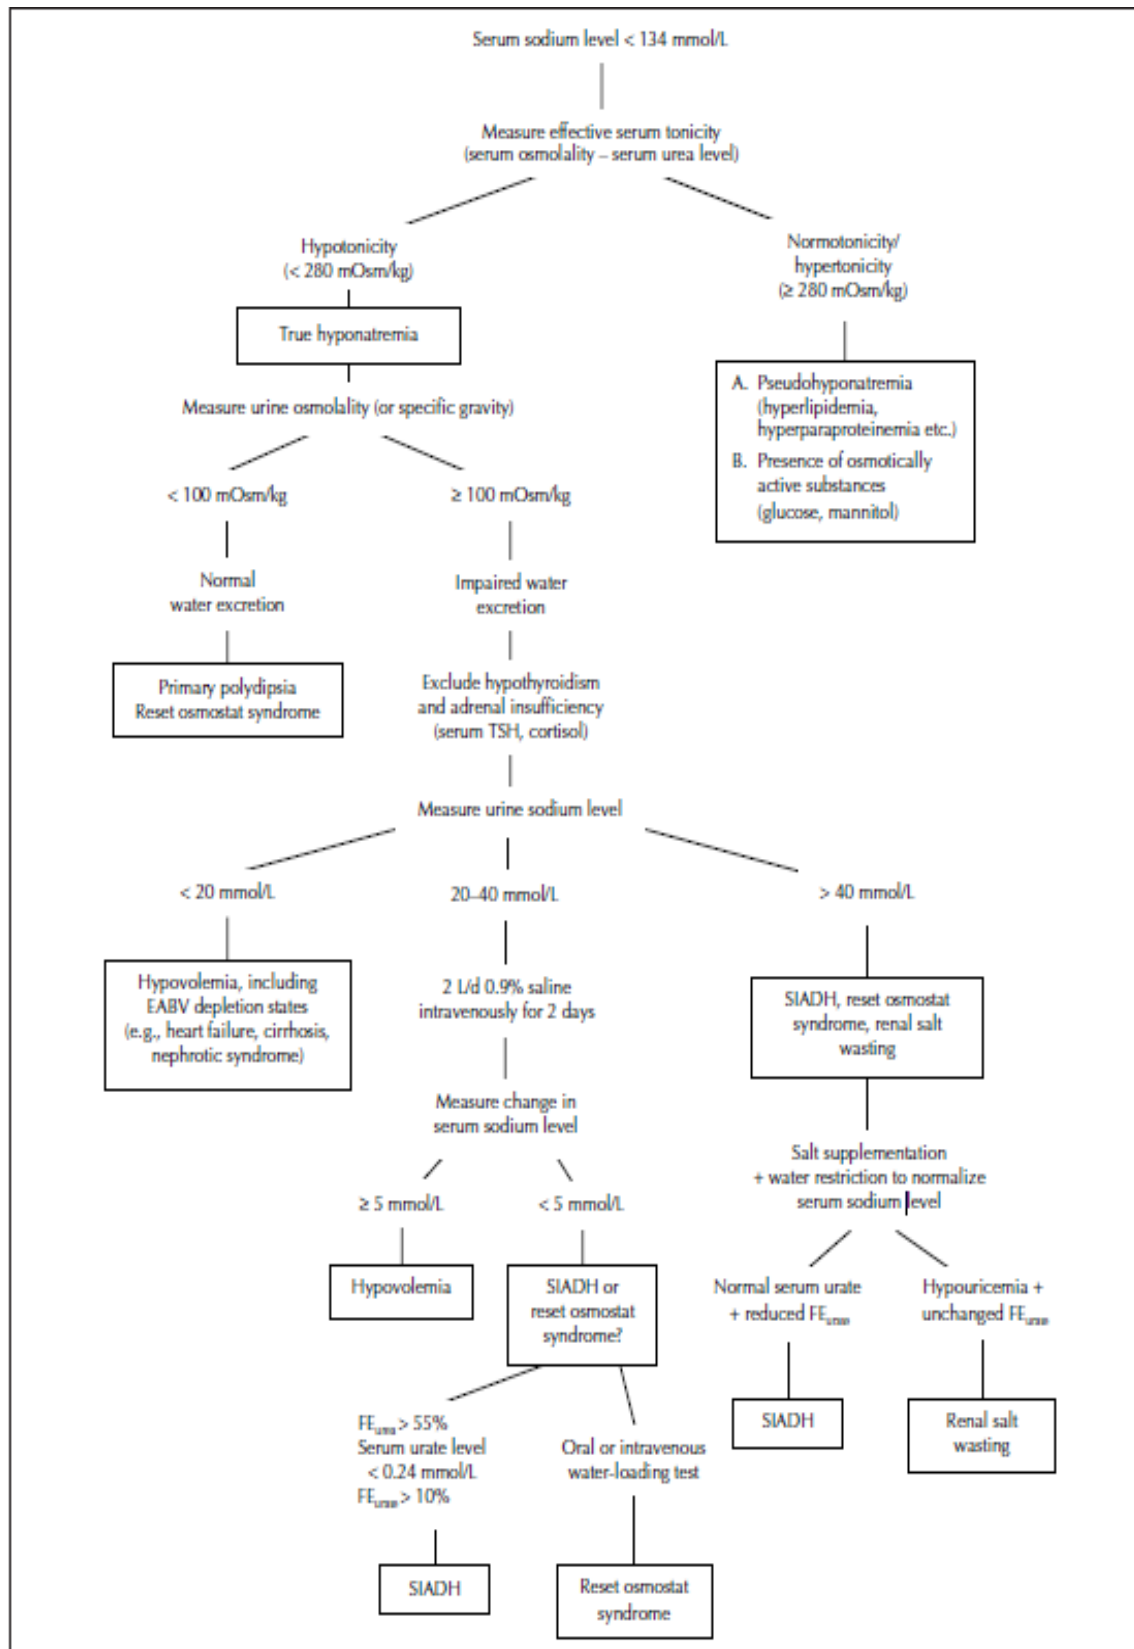 Serum sodium level < 134 mmol/L
Measure effective serum tonicity
(serum osmolality – serum urea level)
Hypotonicity
(< 280 mOsm/kg)
Normotonicity/
hypertonicity
(≥ 280 mOsm/kg)
True hyponatremia
A. Pseudohyponatremia
(hyperlipidemia,
hyperparaproteinemia etc.)
B. Presence of osmotically
active substances
(glucose, mannitol)
Measure urine osmolality (or specific gravity)
< 100 mOsm/kg
≥ 100 mOsm/kg
Normal
water excretion
Impaired water
excretion
Primary polydipsia
Reset osmostat syndrome
Exclude hypothyroidism
and adrenal insufficiency
(serum TSH, cortisol)
Measure urine sodium level
< 20 mmol/L
20–40 mmol/L
> 40 mmol/L
Hypovolemia, including
EABV depletion states
(e.g., heart failure, cirrhosis,
nephrotic syndrome)
2 L/d 0.9% saline
intravenously for 2 days
SIADH, reset osmostat
syndrome, renal salt
wasting
Measure change in
serum sodium level
Salt supplementation
+ water restriction to normalize
serum sodium level
≥ 5 mmol/L
< 5 mmol/L
Hypovolemia
SIADH or
reset osmostat
syndrome?
Normal serum urate
+ reduced FEurate
Hypouricemia +
unchanged FEurate
SIADH
Renal salt
wasting
FEurea > 55%
Serum urate level
< 0.24 mmol/L
FEurate > 10%
Oral or intravenous
water-loading test
SIADH
Reset osmostat
syndrome